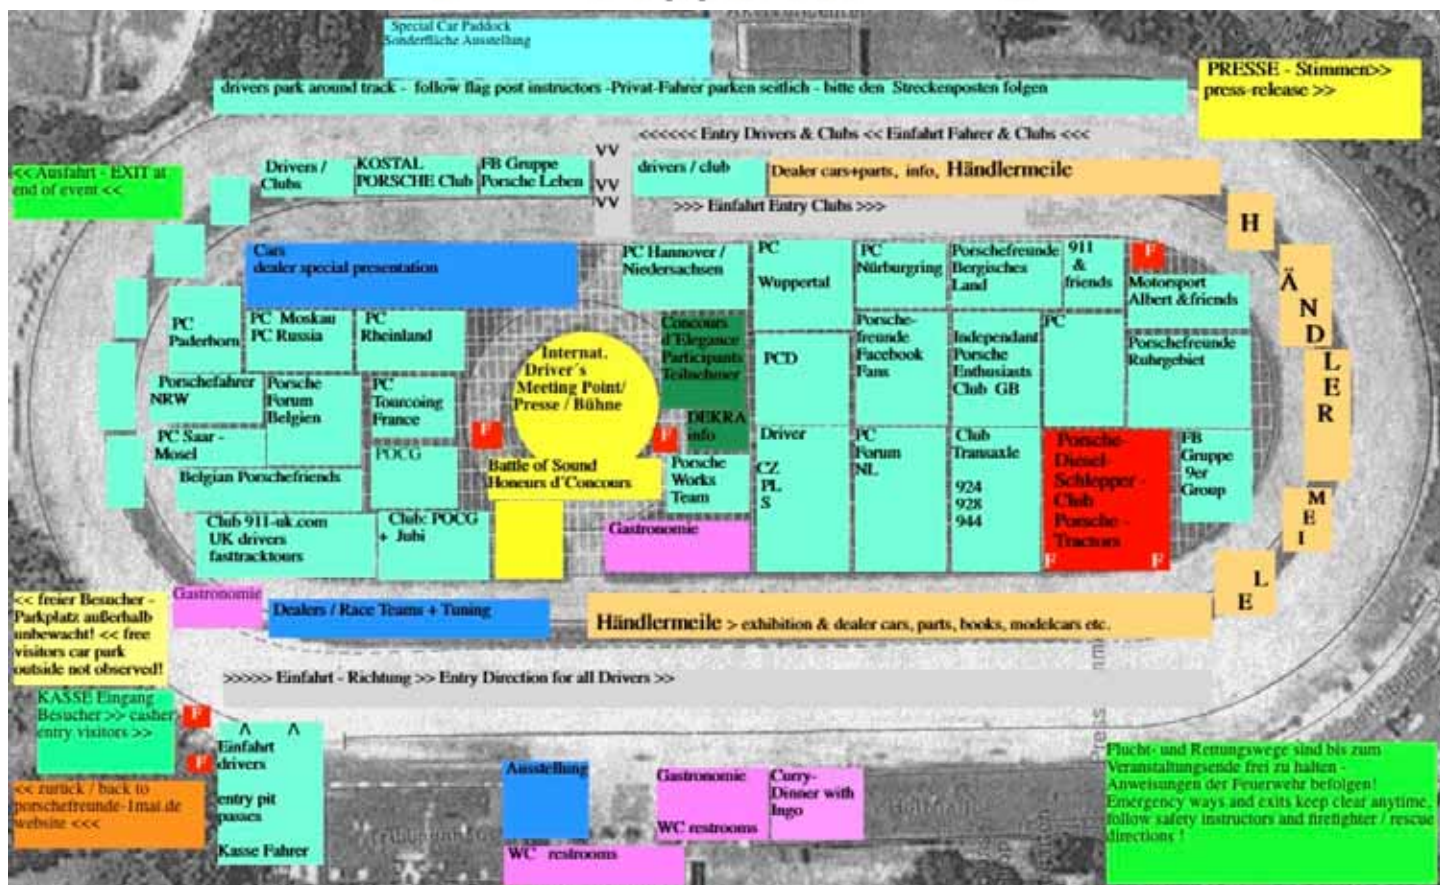 Special Car Paddock
Sonderfläche Ausstellung
PRESSE - Stimmen>>
press-release >>
drivers park around track - follow flag post instructors -Privat-Fahrer parken seitlich - bitte den Streckenposten folgen
<<<<<< Entry Drivers & Clubs << Einfahrt Fahrer & Clubs <<<
VV
VV
VV
<< Ausfahrt - EXIT at
end of event <<
Drivers /
Clubs
KOSTAL
PORSCHE Club
FB Gruppe
Porsche Leben
drivers / club
Dealer cars+parts, info, Händlermeile
>>> Einfahrt Entry Clubs >>>
H
Ä
N
D
L
E
R
M
E
I
L
E
Cars
dealer special presentation
PC Hannover /
Niedersachsen
PC
Wuppertal
PC
Nürburgring
Porschefreunde
Bergisches
Land
911
&
friends
F
Motorsport
Albert &friends
PC
Paderborn
PC Moskau
PC Russia
PC
Rheinland
Internat.
Driver´s
Meeting Point/
Presse / Bühne
Concours
d'Elegance
Participants
Teilnehmer
PCD
Porsche-
freunde
Facebook
Fans
Independant
Porsche
Enthusiasts
Club GB
PC
Porschefreunde
Ruhrgebiet
Porschefahrer
NRW
Porsche
Forum
Belgien
PC
Tourcoing
France
F
F
DEKRA
info
PC Saar -
Mosel
POCG
Battle of Sound
Honeurs d´Concours
Porsche
Works
Team
Driver
CZ
PL
S
PC
Forum
NL
Club
Transaxle
924
928
944
Porsche-
Diesel-
Schlepper -
Club
Porsche -
Tractors
F
F
FB
Gruppe
9er
Group
Belgian Porschefriends
Club 911-uk.com
UK drivers
fasttracktours
Club: POCG
+ Jubi
Gastronomie
<< freier Besucher -
Parkplatz außerhalb
unbewacht! << free
visitors car park
outside not observed!
Gastronomie
Dealers / Race Teams + Tuning
Händlermeile > exhibition & dealer cars, parts, books, modelcars etc.
>>>>> Einfahrt - Richtung >> Entry Direction for all Drivers >>
KASSE Eingang
Besucher >> casher
entry visitors >>
F
F
<< zurück / back to
porschefreunde-1mai.de
website <<<
^ ^
Einfahrt
drivers
entry pit
passes
Kasse Fahrer
Ausstellung
WC restrooms
Gastronomie
WC restrooms
Curry-
Dinner with
Ingo
Flucht- und Rettungswege sind bis zum
Veranstaltungsende frei zu halten -
Anweisungen der Feuerwehr befolgen!
Emergency ways and exits keep clear anytime,
follow safety instructors and firefighter / rescue
directions !